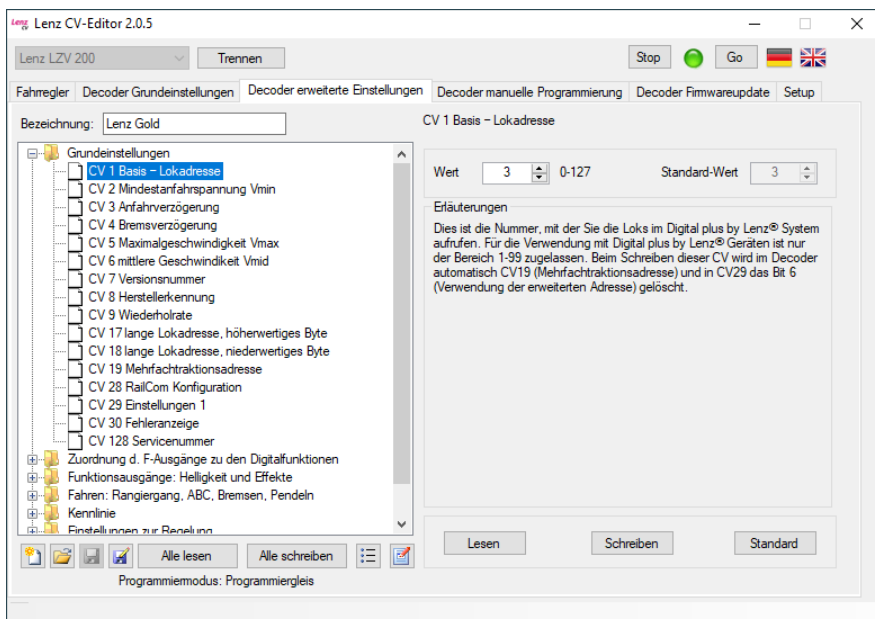 Lenz CV Lenz CV-Editor 2.0.5
Lenz LZV 200 Trennen Stop Go
Fahrregler Decoder Grundeinstellungen Decoder erweiterte Einstellungen Decoder manuelle Programmierung Decoder Firmwareupdate Setup
Bezeichnung: Lenz Gold
CV 1 Basis – Lokadresse
Grundeinstellungen
CV 1 Basis – Lokadresse
CV 2 Mindestanfahrspannung Vmin
CV 3 Anfahrverzögerung
CV 4 Bremsverzögerung
CV 5 Maximalgeschwindigkeit Vmax
CV 6 mittlere Geschwindikeit Vmid
CV 7 Versionsnummer
CV 8 Herstellerkennung
CV 9 Wiederholrate
CV 17 lange Lokadresse, höherwertiges Byte
CV 18 lange Lokadresse, niederwertiges Byte
CV 19 Mehrfachtraktionsadresse
CV 28 RailCom Konfiguration
CV 29 Einstellungen 1
CV 30 Fehleranzeige
CV 128 Servicenummer
Zuordnung d. F-Ausgänge zu den Digitalfunktionen
Funktionsausgänge: Helligkeit und Effekte
Fahren: Rangiergang, ABC, Bremsen, Pendeln
Kennlinie
Einstellungen zur Regelung
Alle lesen Alle schreiben
Programmiermodus: Programmiergleis
Wert 3 0-127 Standard-Wert 3
Erläuterungen
Dies ist die Nummer, mit der Sie die Loks im Digital plus by Lenz® System
aufrufen. Für die Verwendung mit Digital plus by Lenz® Geräten ist nur
der Bereich 1-99 zugelassen. Beim Schreiben dieser CV wird im Decoder
automatisch CV19 (Mehrfachtraktionsadresse) und in CV29 das Bit 6
(Verwendung der erweiterten Adresse) gelöscht.
Lesen Schreiben Standard